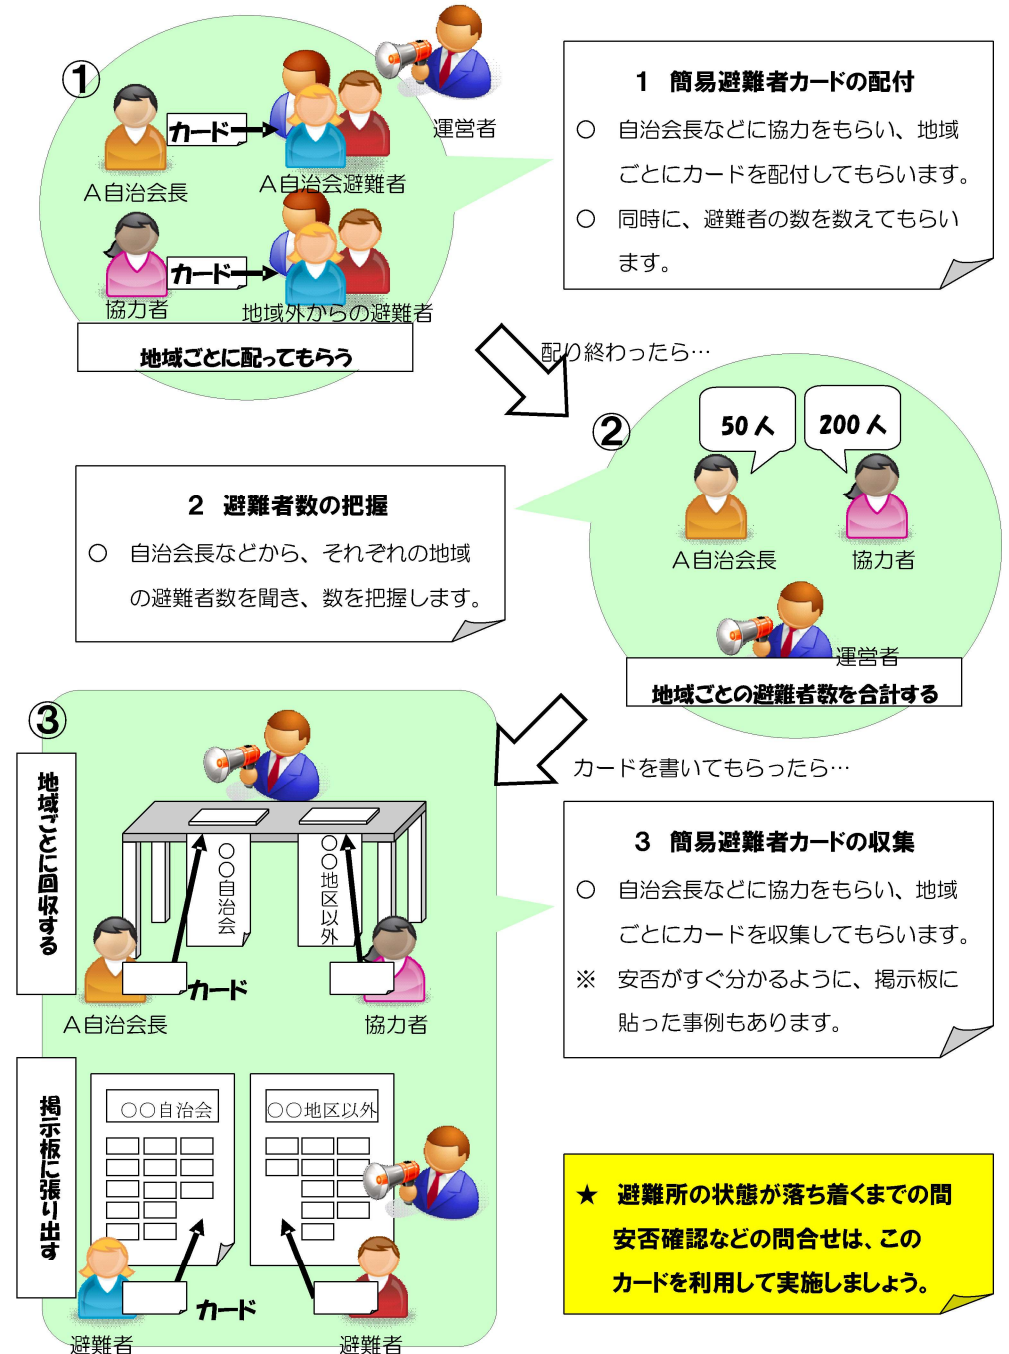 ①
カード
カード
運営者
A自治会長
A自治会避難者
協力者
地域外からの避難者
地域ごとに配ってもらう
1 簡易避難者カードの配付
○ 自治会長などに協力をもらい、地域
ごとにカードを配付してもらいます。
○ 同時に、避難者の数を数えてもらい
ます。
配り終わったら…
②
50人
200人
A自治会長
協力者
運営者
地域ごとの避難者数を合計する
2 避難者数の把握
○ 自治会長などから、それぞれの地域
の避難者数を聞き、数を把握します。
カードを書いてもらったら…
③
地域ごとに回収する
○○自治会
○○地区以外
カード
A自治会長
協力者
3 簡易避難者カードの収集
○ 自治会長などに協力をもらい、地域
ごとにカードを収集してもらいます。
※ 安否がすぐ分かるように、掲示板に
貼った事例もあります。
掲示板に張り出す
○○自治会
○○地区以外
カード
避難者
避難者
★ 避難所の状態が落ち着くまでの間
安否確認などの問合せは、この
カードを利用して実施しましょう。